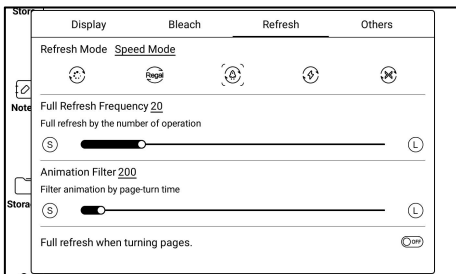 Stora
Display Bleach Refresh Others
Refresh Mode Speed Mode
Regal
Note
Full Refresh Frequency 20
Full refresh by the number of operation
S L
Animation Filter 200
Filter animation by page-turn time
Stora
S L
Full refresh when turning pages.
OFF